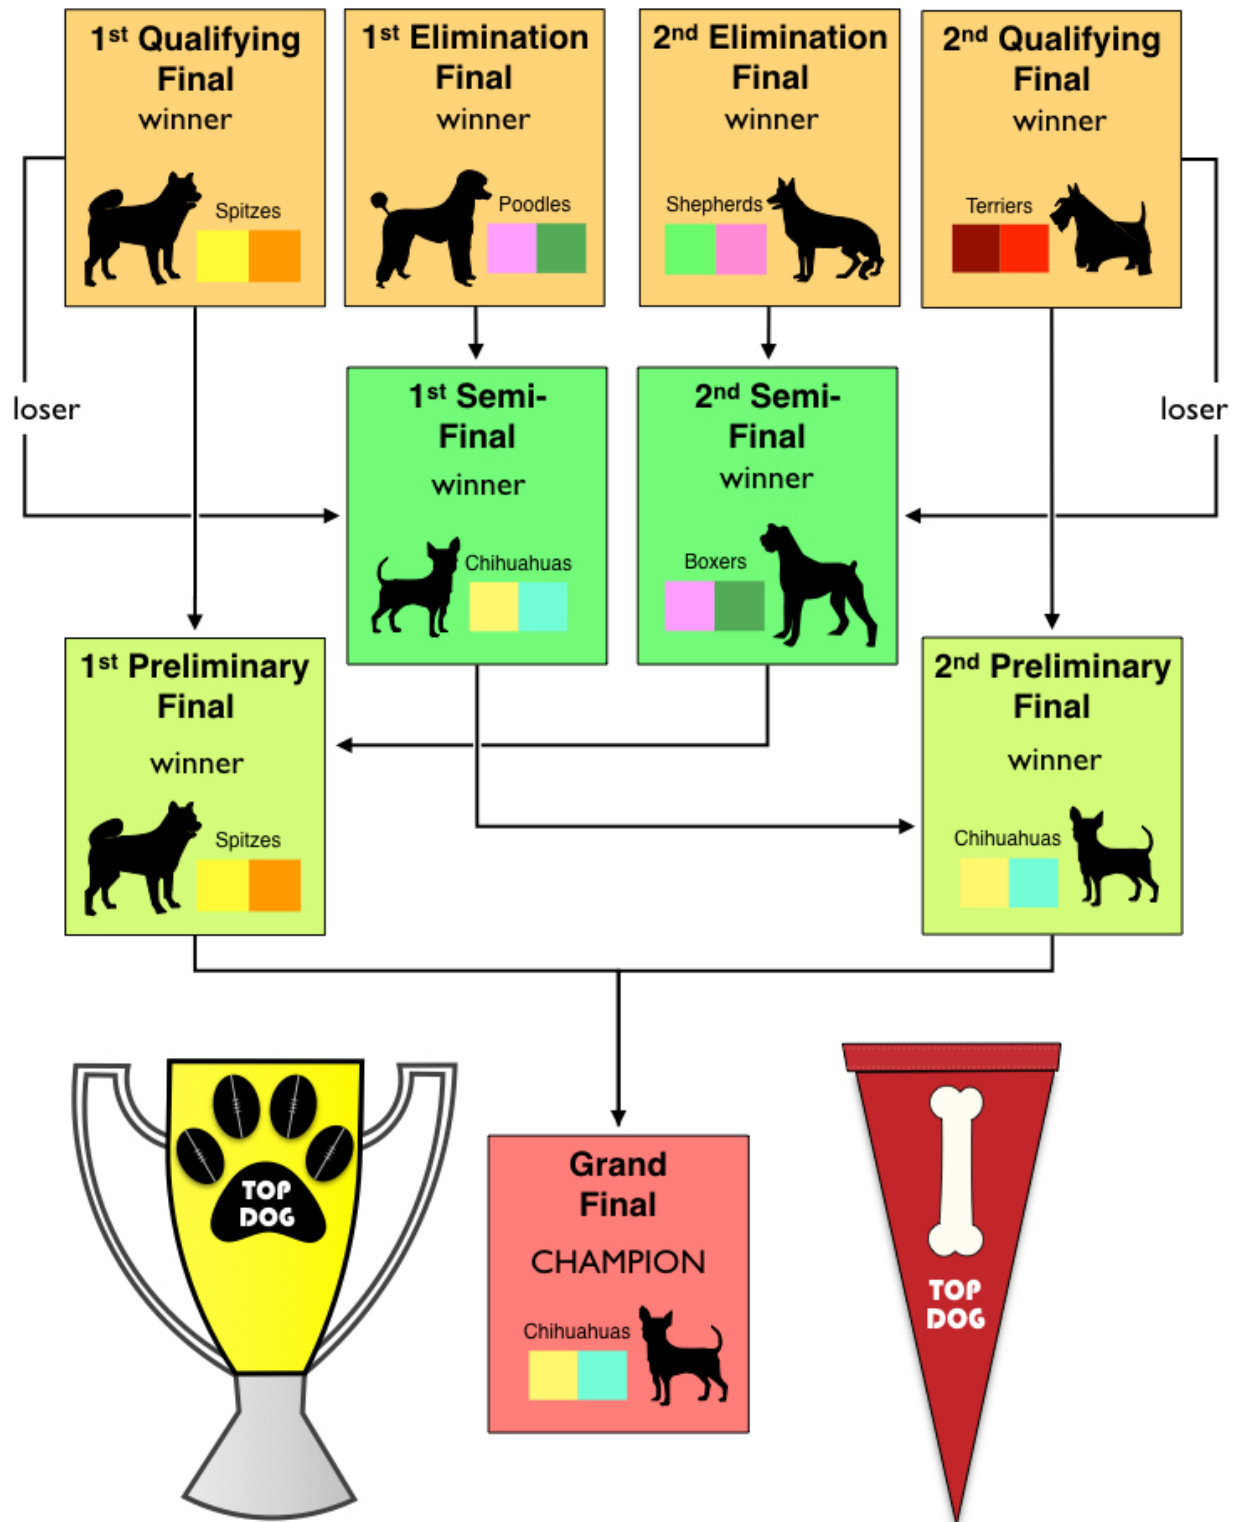 1st Qualifying
Final
winner
Spitzes
1st Elimination
Final
winner
Poodles
2nd Elimination
Final
winner
Shepherds
2nd Qualifying
Final
winner
Terriers
loser
loser
1st Semi-
Final
winner
Chihuahuas
2nd Semi-
Final
winner
Boxers
1st Preliminary
Final
winner
Spitzes
2nd Preliminary
Final
winner
Chihuahuas
TOP
DOG
Grand
Final
CHAMPION
Chihuahuas
TOP
DOG